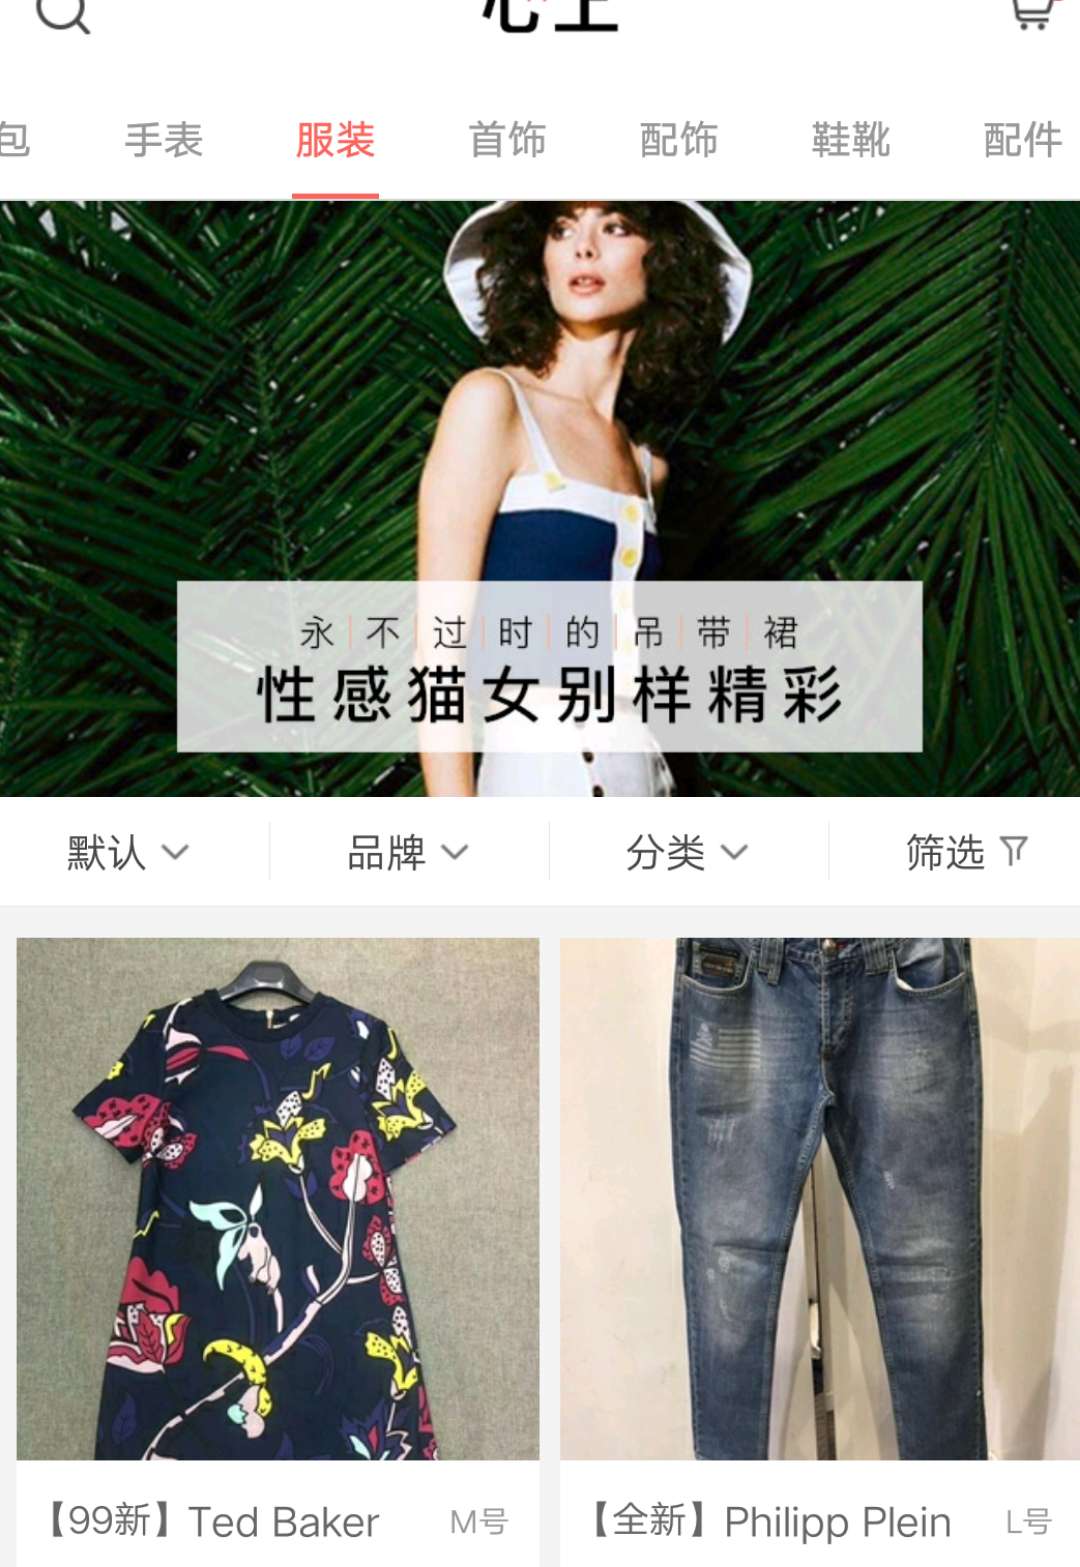 心上
包 手表 服装 首饰 配饰 鞋靴 配件
永不过时的吊带裙
性感猫女别样精彩
默认 品牌 分类 筛选
【99新】Ted Baker M号
【全新】Philipp Plein L号